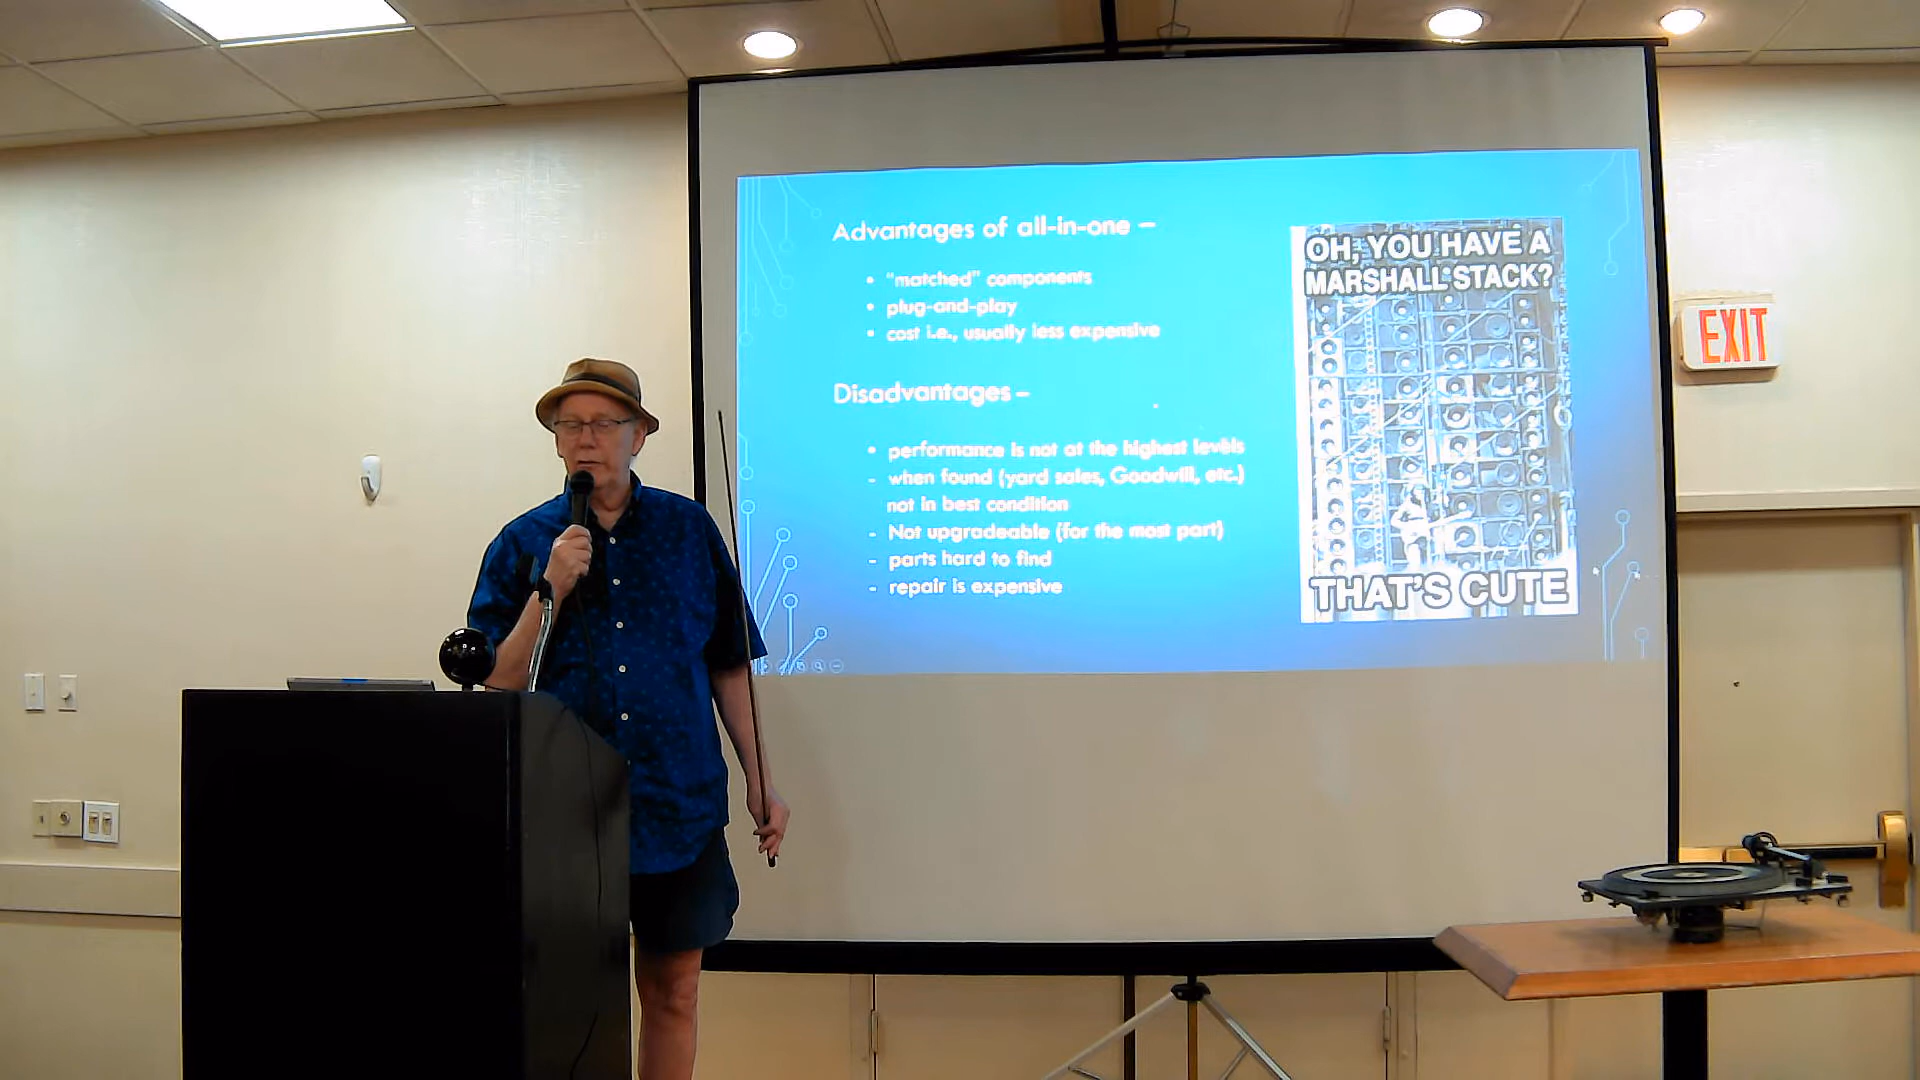 Advantages of all-in-one –
• "matched" components
• plug-and-play
• cost i.e., usually less expensive
Disadvantages –
• performance is not at the highest levels
- when found (yard sales, Goodwill, etc.)
not in best condition
- Not upgradeable (for the most part)
- parts hard to find
- repair is expensive
OH, YOU HAVE A
MARSHALL STACK?
THAT'S CUTE
EXIT